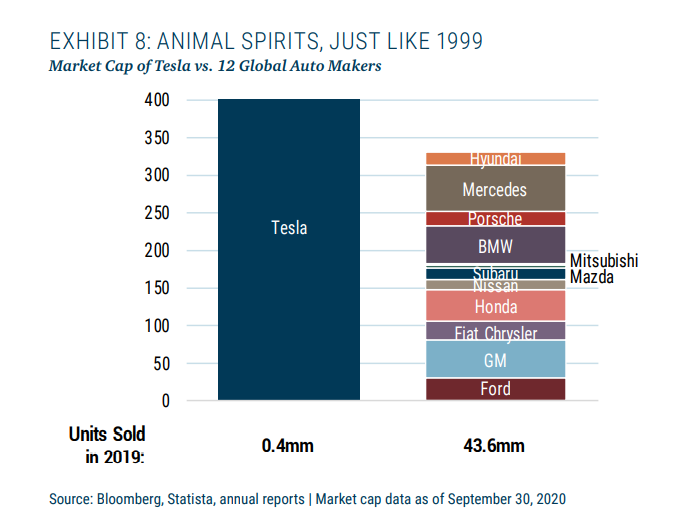 EXHIBIT 8: ANIMAL SPIRITS, JUST LIKE 1999
Market Cap of Tesla vs. 12 Global Auto Makers
400
350
300
250
200
150
100
50
0
Tesla
Hyundai
Mercedes
Porsche
BMW
Mitsubishi
Mazda
Subaru
Nissan
Honda
Fiat Chrysler
GM
Ford
Units Sold
in 2019:
0.4mm
43.6mm
Source: Bloomberg, Statista, annual reports | Market cap data as of September 30, 2020